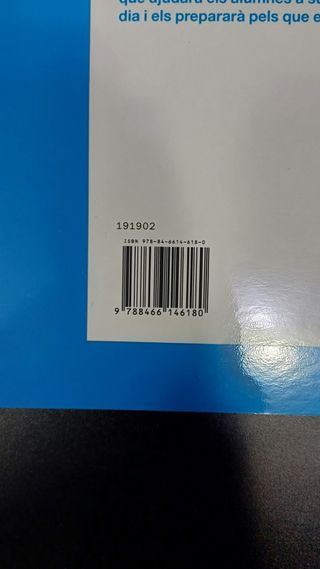 que ajudarà els alumnes a
dia i els prepararà pels que e
191902
ISBN 978-84-6614-618-0
9 788466 146180